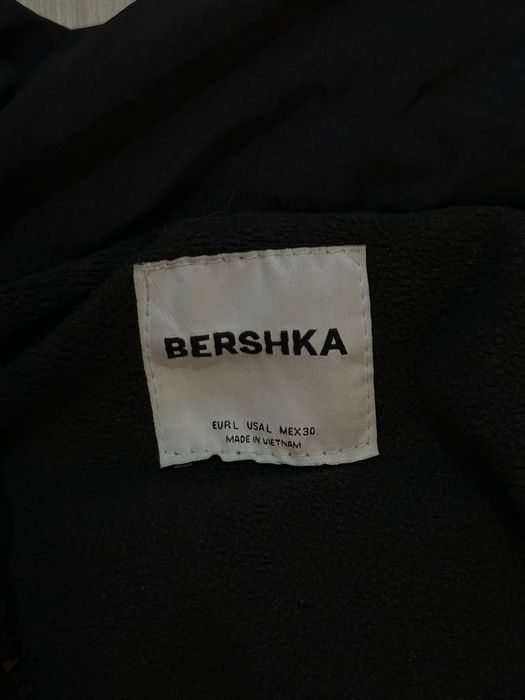 BERSHKA
EUR L USA L MEX 30
MADE IN VIETNAM